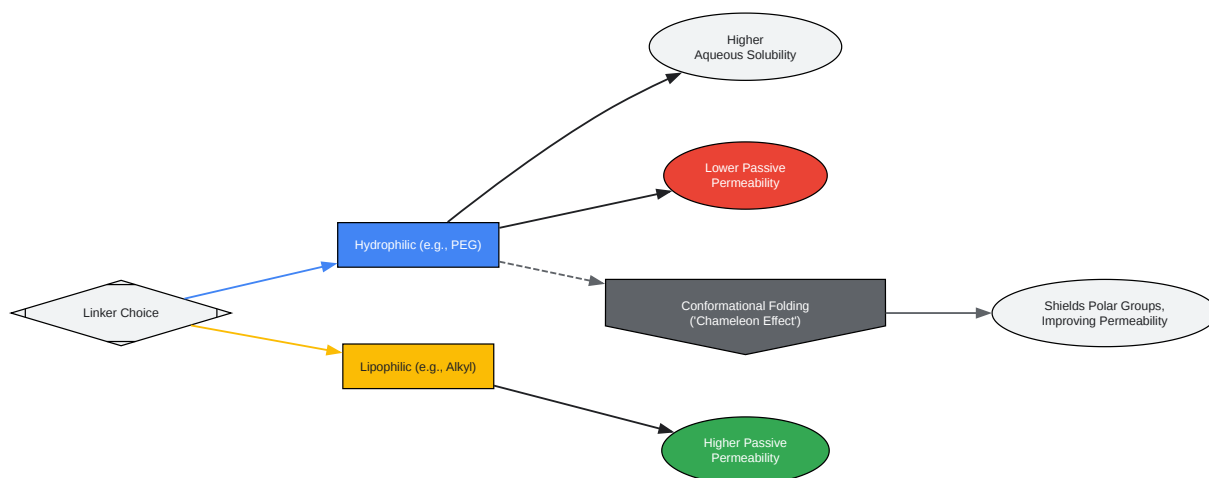 Higher
Aqueous Solubility
Lower Passive
Permeability
Hydrophilic (e.g., PEG)
Linker Choice
Conformational Folding
('Chameleon Effect')
Shields Polar Groups,
Improving Permeability
Lipophilic (e.g., Alkyl)
Higher Passive
Permeability